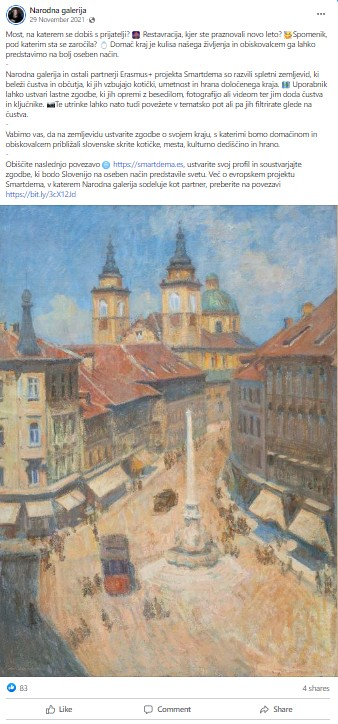 Narodna galerija
29 November 2021 ·
Most, na katerem se dobiš s prijatelji? 🎆 Restavracija, kjer ste praznovali novo leto? 🥳 Spomenik,
pod katerim sta se zaročila? 💍 Domač kraj je kulisa našega življenja in obiskovalcem ga lahko
predstavimo na bolj oseben način.
.
Narodna galerija in ostali partnerji Erasmus+ projekta Smartdema so razvili spletni zemljevid, ki
beleži čustva in občutja, ki jih vzbujajo kotički, umetnost in hrana določenega kraja. Uporabnik
lahko ustvari lastne zgodbe, ki jih opremi z besedilom, fotografijo ali videom ter jim doda čustva
in ključnike. 📷Te utrinke lahko nato tudi povežete v tematsko pot ali pa jih filtrirate glede na
čustva.
.
Vabimo vas, da na zemljevidu ustvarite zgodbe o svojem kraju, s katerimi bomo domačinom in
obiskovalcem približali slovenske skrite kotičke, mesta, kulturno dediščino in hrano.
.
Obiščite naslednjo povezavo 🌐 https://smartdema.es, ustvarite svoj profil in soustvarjajte
zgodbe, ki bodo Slovenijo na oseben način predstavile svetu. Več o evropskem projektu
Smartdema, v katerem Narodna galerija sodeluje kot partner, preberite na povezavi
https://bit.ly/3cX12Jd
83
4 shares
Like
Comment
Share